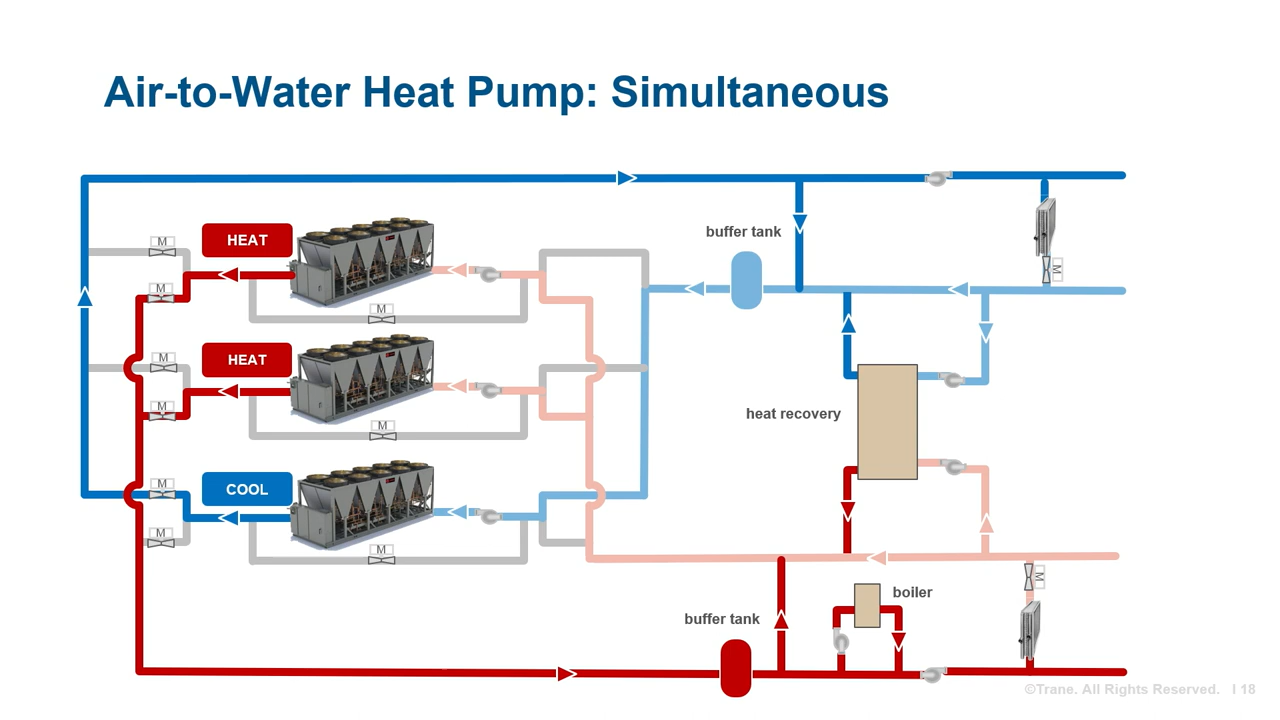 Air-to-Water Heat Pump: Simultaneous
buffer tank
M
HEAT
M
M
M
HEAT
M
M
heat recovery
M
M
COOL
M
M
M
boiler
buffer tank
©Trane. All Rights Reserved. I 18